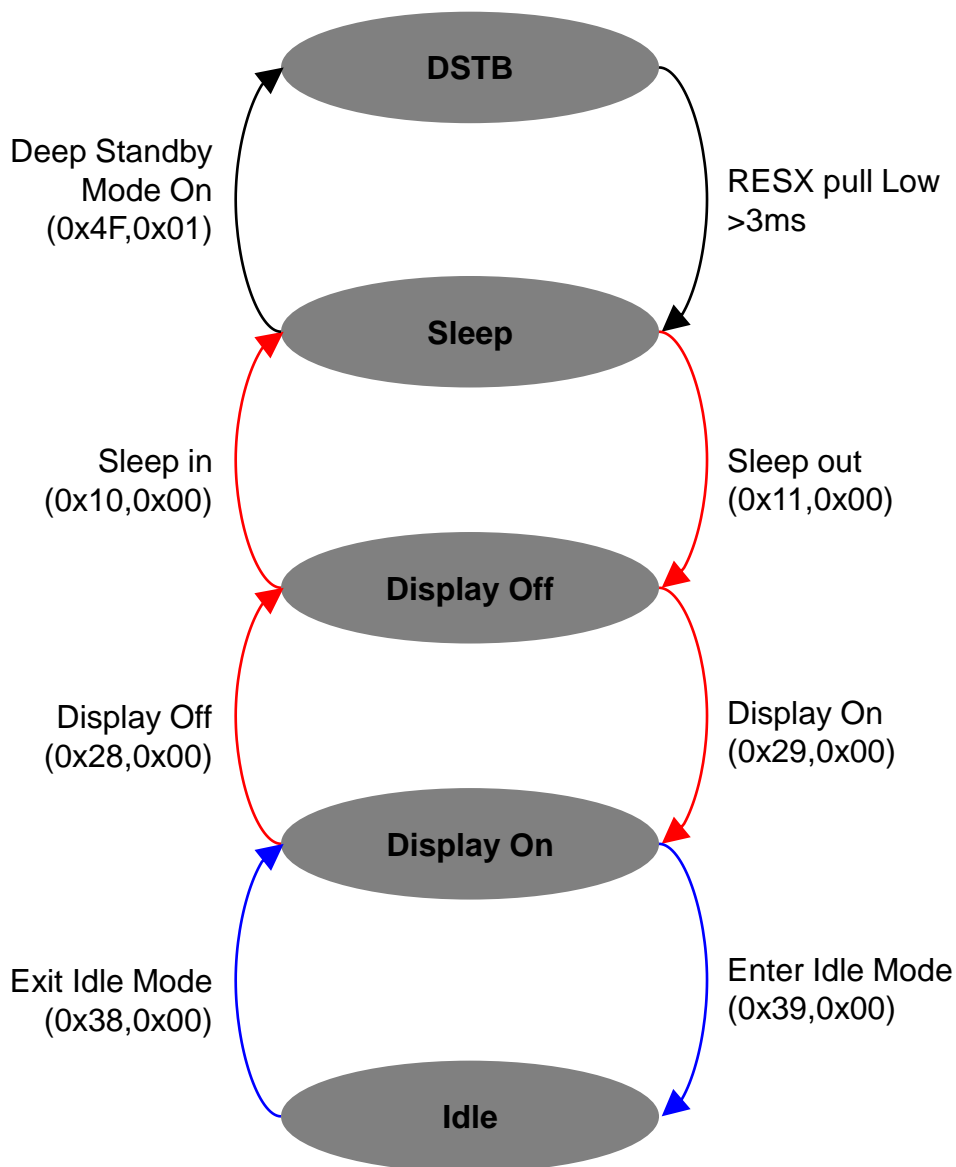 DSTB
Deep Standby
Mode On
(0x4F,0x01)
RESX pull Low
>3ms
Sleep
Sleep in
(0x10,0x00)
Sleep out
(0x11,0x00)
Display Off
Display Off
(0x28,0x00)
Display On
(0x29,0x00)
Display On
Exit Idle Mode
(0x38,0x00)
Enter Idle Mode
(0x39,0x00)
Idle